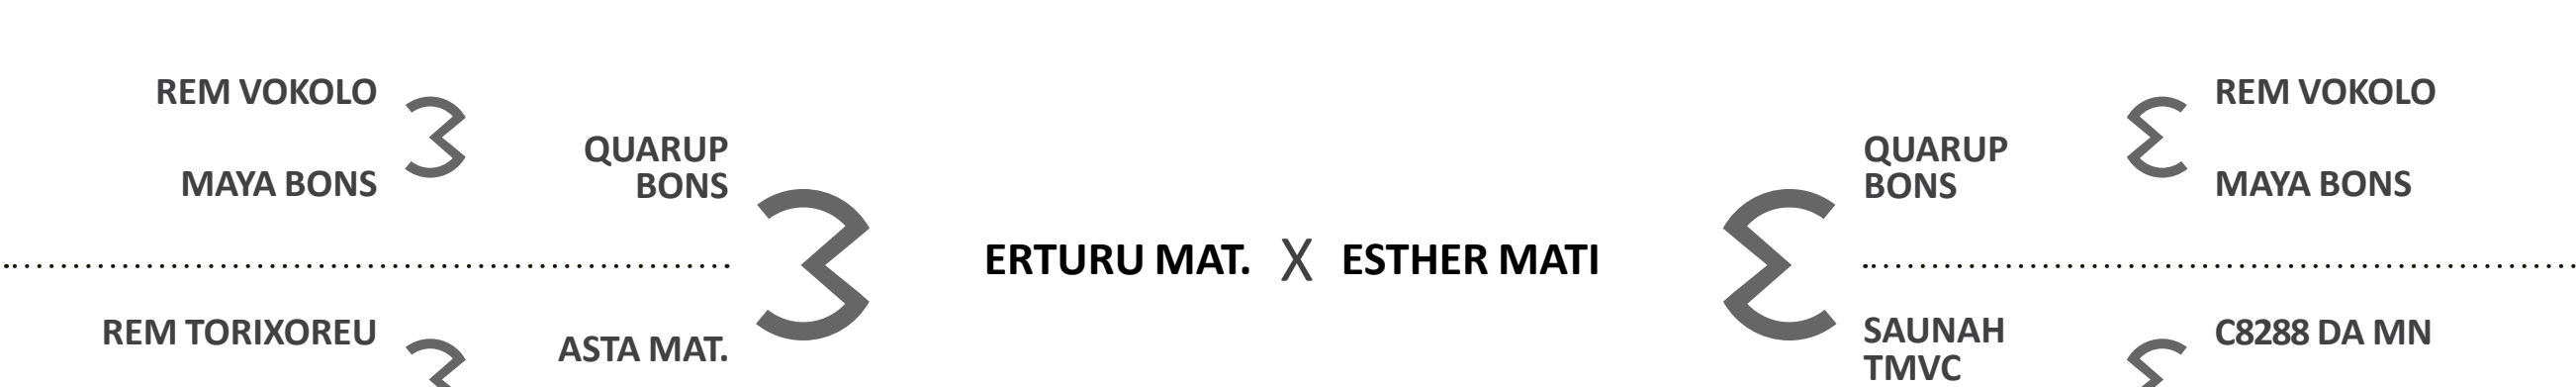 REM VOKOLO
MAYA BONS
QUARUP
BONS
REM TORIXOREU
ASTA MAT.
ERTURU MAT. X ESTHER MATI
QUARUP
BONS
REM VOKOLO
MAYA BONS
SAUNAH
TMVC
C8288 DA MN